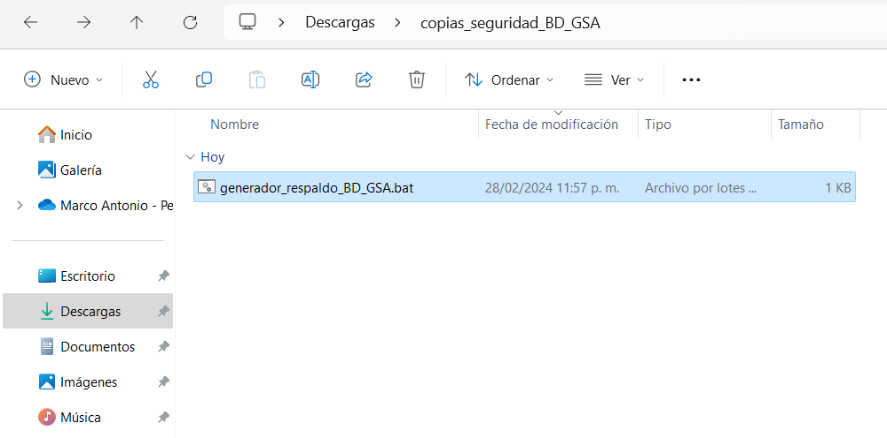 Descargas > copias_seguridad_BD_GSA
Nuevo Ordenar Ver
Nombre Fecha de modificación Tipo Tamaño
Hoy
generador_respaldo_BD_GSA.bat 28/02/2024 11:57 p. m. Archivo por lotes ... 1 KB
Inicio
Galería
Marco Antonio - Pe
Escritorio
Descargas
Documentos
Imágenes
Música